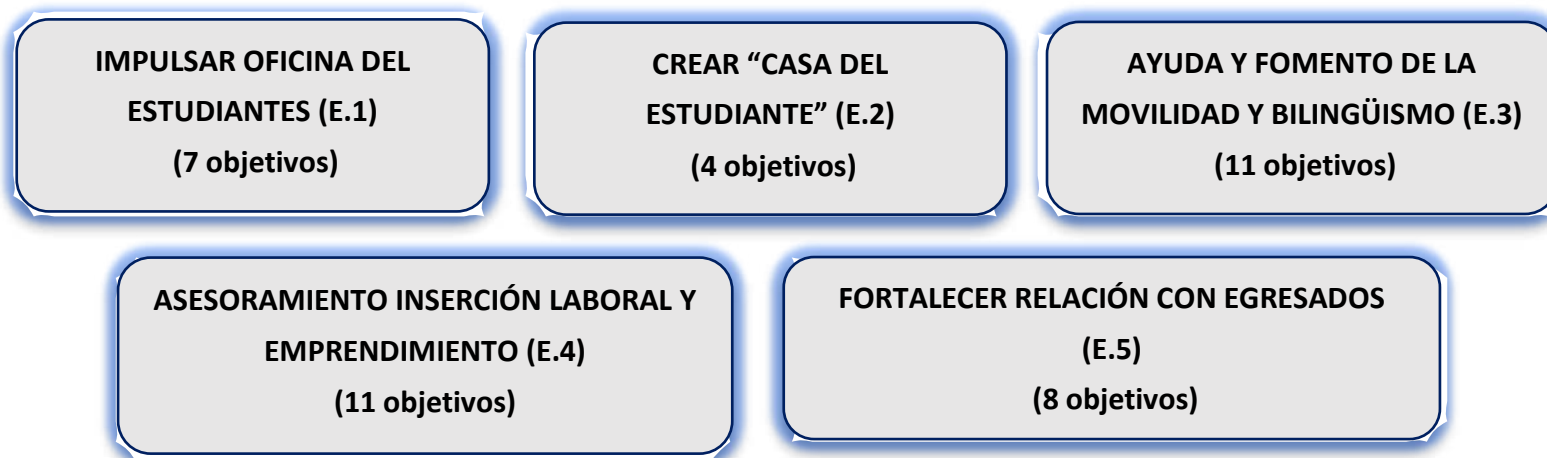 IMPULSAR OFICINA DEL
ESTUDIANTES (E.1)
(7 objetivos)
CREAR “CASA DEL
ESTUDIANTE” (E.2)
(4 objetivos)
AYUDA Y FOMENTO DE LA
MOVILIDAD Y BILINGÜISMO (E.3)
(11 objetivos)
ASESORAMIENTO INSERCIÓN LABORAL Y
EMPRENDIMIENTO (E.4)
(11 objetivos)
FORTALECER RELACIÓN CON EGRESADOS
(E.5)
(8 objetivos)